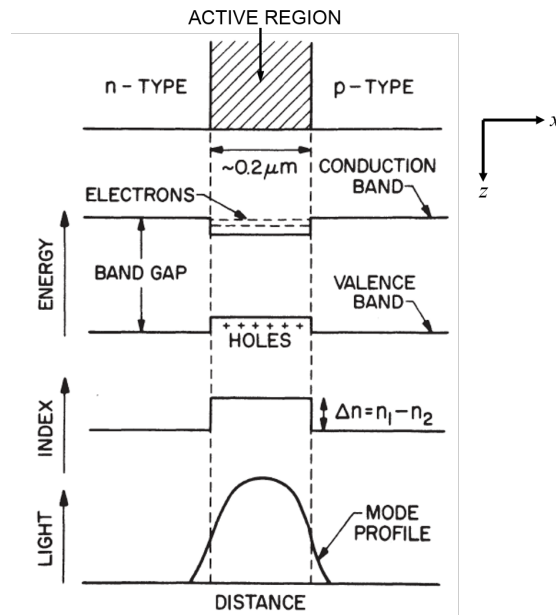 ACTIVE REGION
n-TYPE
p-TYPE
x
z
~0.2μm
CONDUCTION
BAND
ELECTRONS
ENERGY
BAND GAP
VALENCE
BAND
++++++
HOLES
INDEX
Δn=n₁-n₂
LIGHT
MODE
PROFILE
DISTANCE